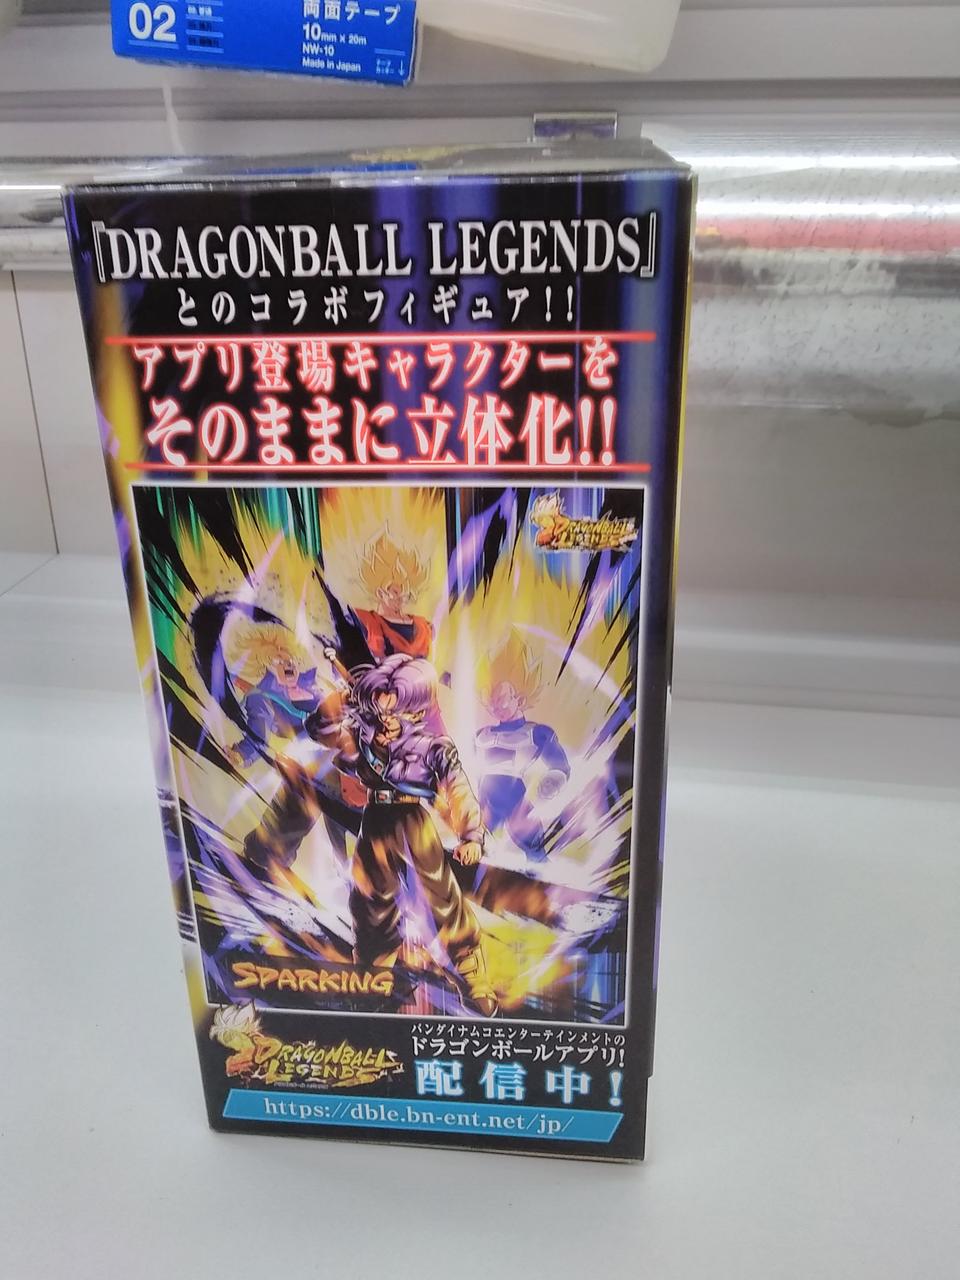 02
両面テープ
10mm × 20m
NW-10
Made in Japan
『DRAGONBALL LEGENDS』
とのコラボフィギュア!!
アプリ登場キャラクターを
そのままに立体化!!
DRAGONBALL
LEGENDS
SPARKING
DRAGONBALL
LEGENDS
バンダイナムコエンターテインメントの
ドラゴンボールアプリ!
配信中!
https://dble.bn-ent.net/jp/